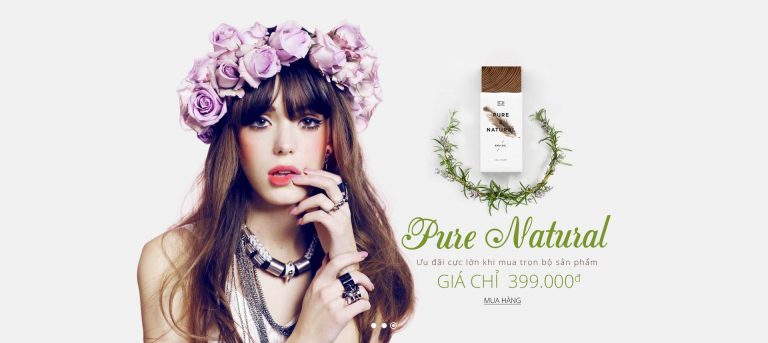 PURE
NATURAL
Pure Natural
Ưu đãi cực lớn khi mua trọn bộ sản phẩm
GIÁ CHỈ 399.000đ
MUA HÀNG